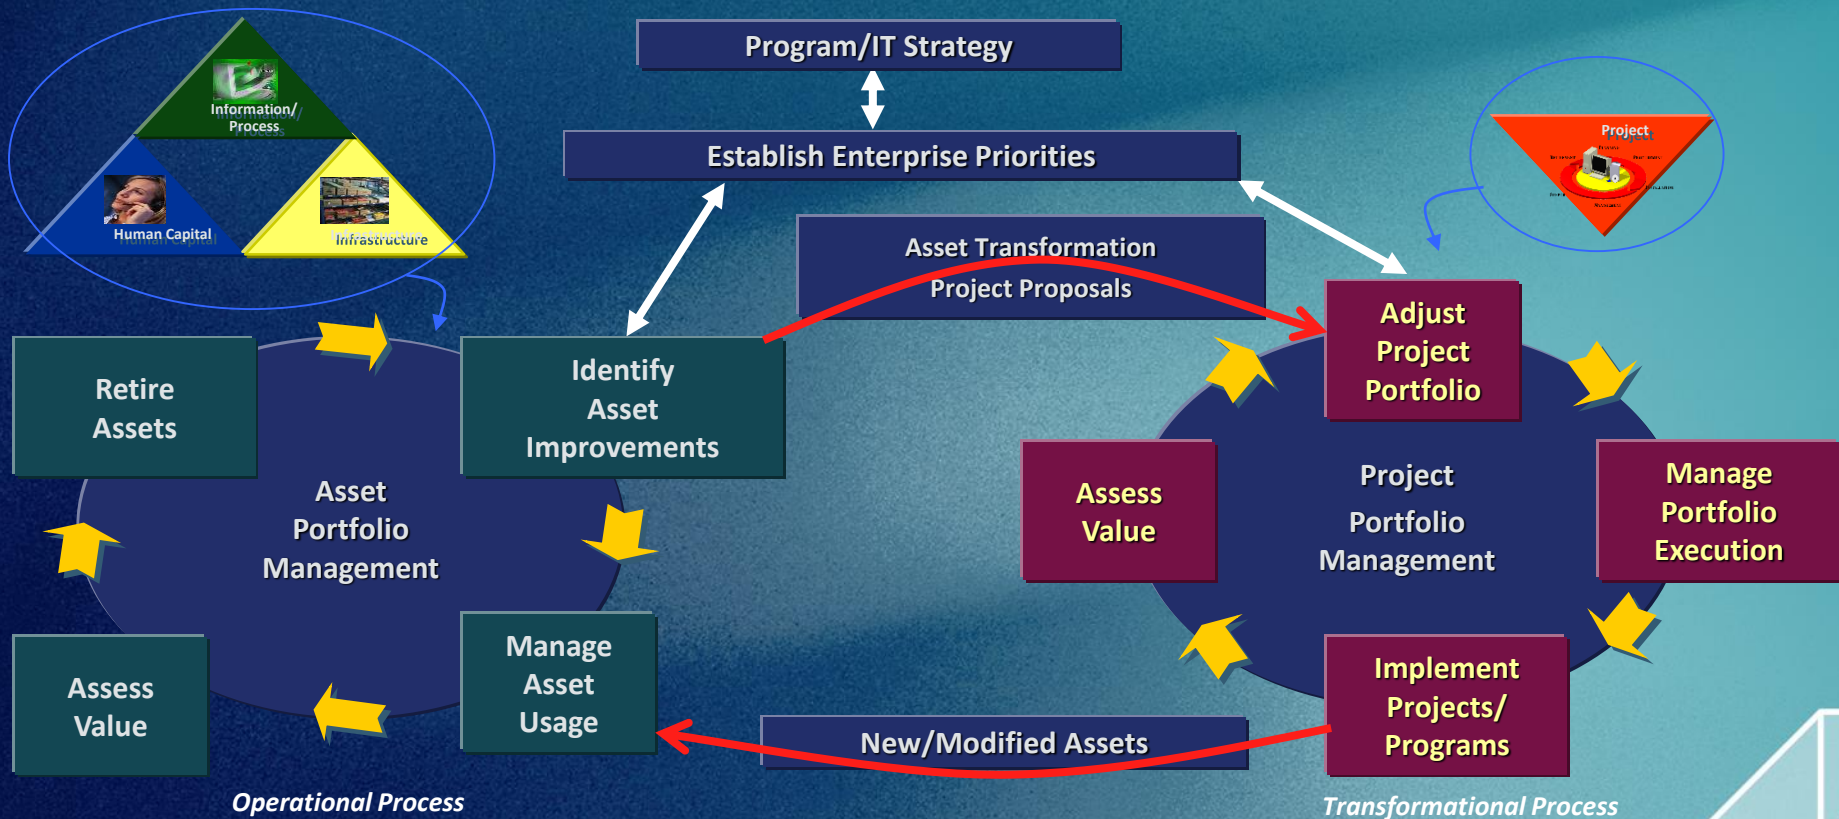 Program/IT Strategy
Information/
Process
Establish Enterprise Priorities
Project
Human Capital
Infrastructure
Asset Transformation
Project Proposals
Retire
Assets
Identify
Asset
Improvements
Adjust
Project
Portfolio
Asset
Portfolio
Management
Assess
Value
Project
Portfolio
Management
Manage
Portfolio
Execution
Assess
Value
Manage
Asset
Usage
New/Modified Assets
Implement
Projects/
Programs
Operational Process
Transformational Process